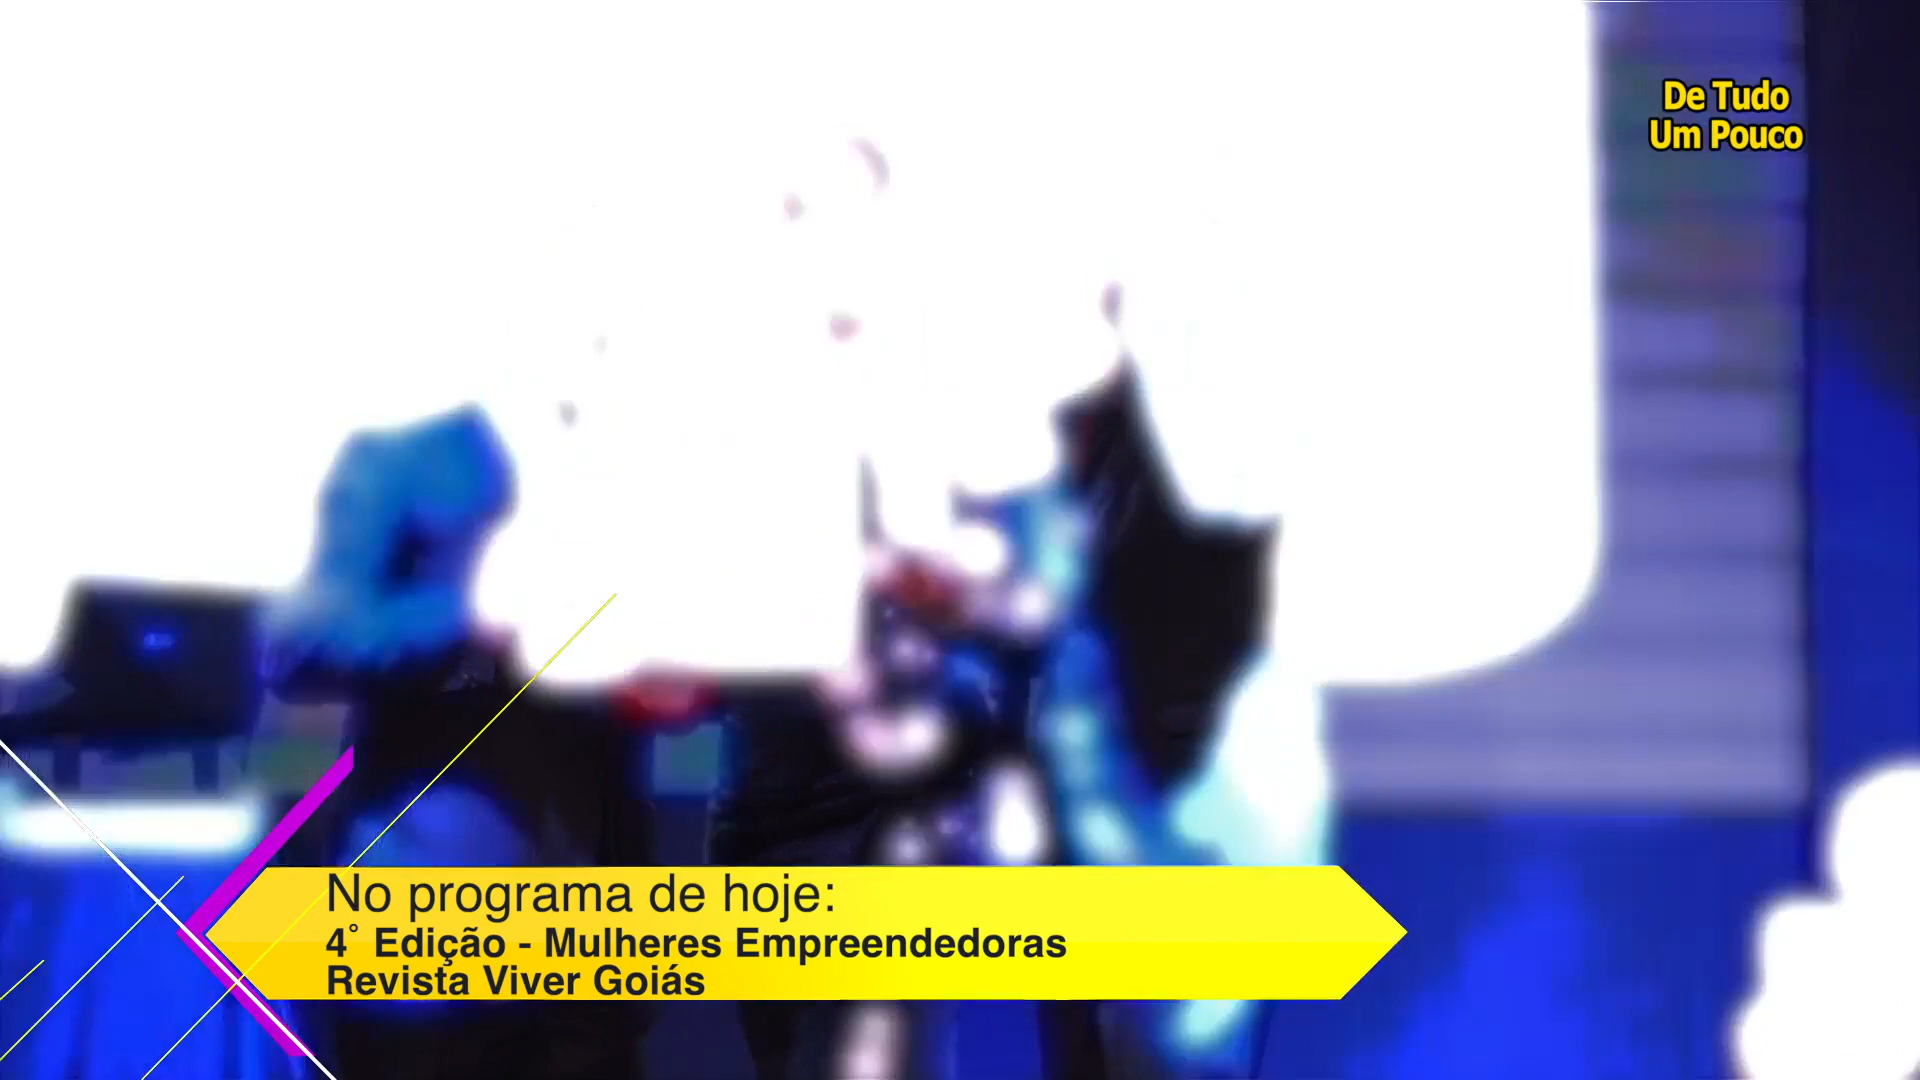 De Tudo
Um Pouco
No programa de hoje:
4° Edição - Mulheres Empreendedoras
Revista Viver Goiás